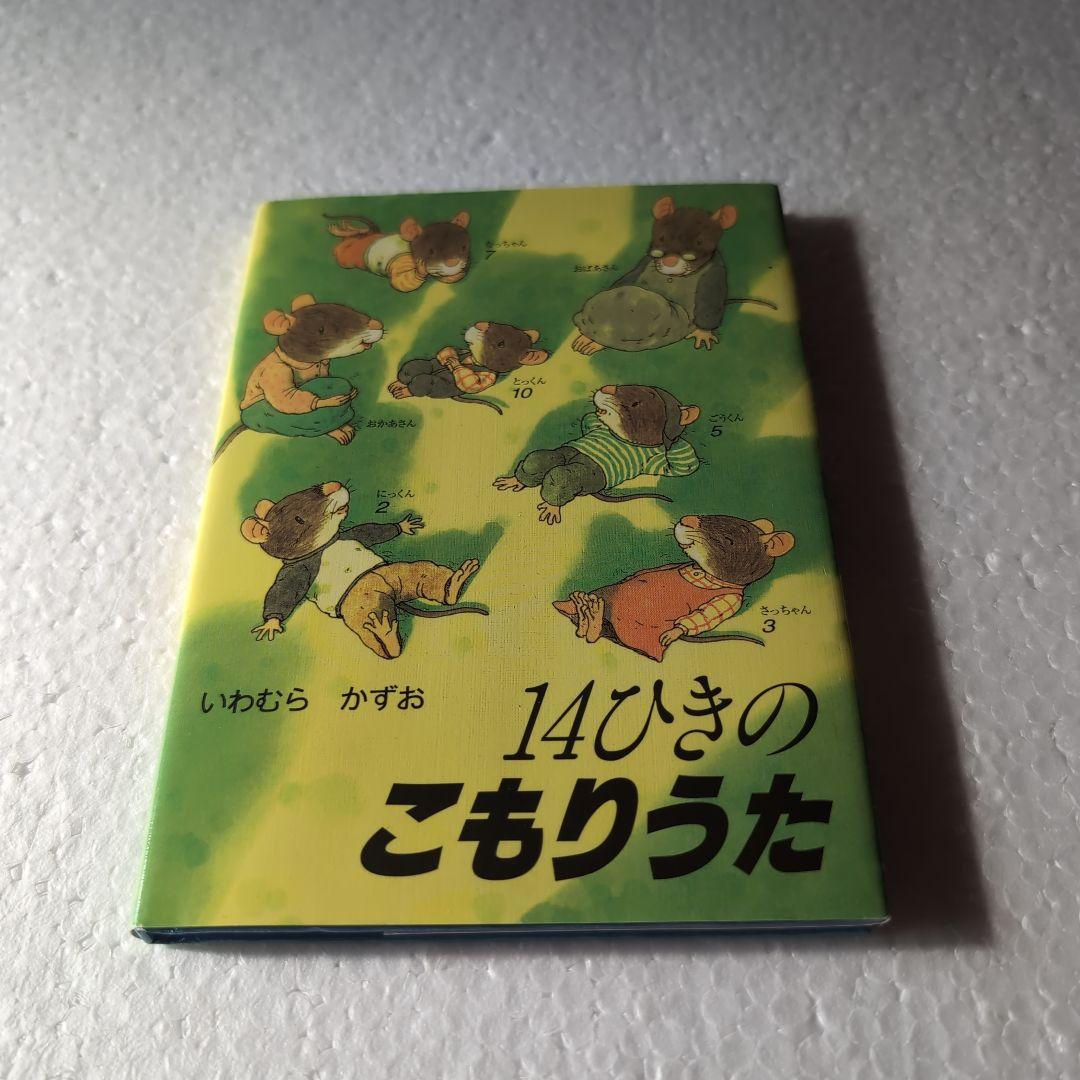 なっちゃん
7
おばあさん
とっくん
10
おかあさん
ごうくん
5
にっくん
2
さっちゃん
3
いわむら かずお
14ひきの
こもりうた